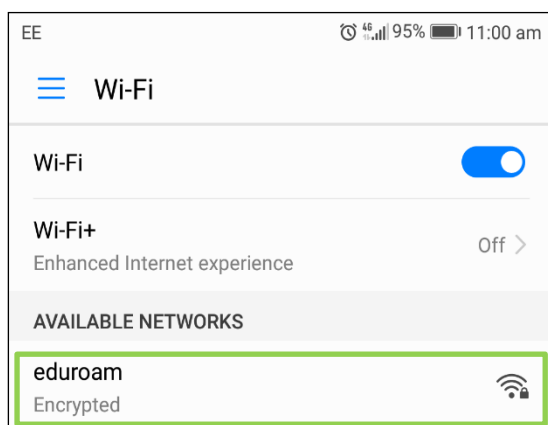 EE 4G 95% 11:00 am
Wi-Fi
Wi-Fi
Wi-Fi+
Enhanced Internet experience
Off
AVAILABLE NETWORKS
eduroam
Encrypted